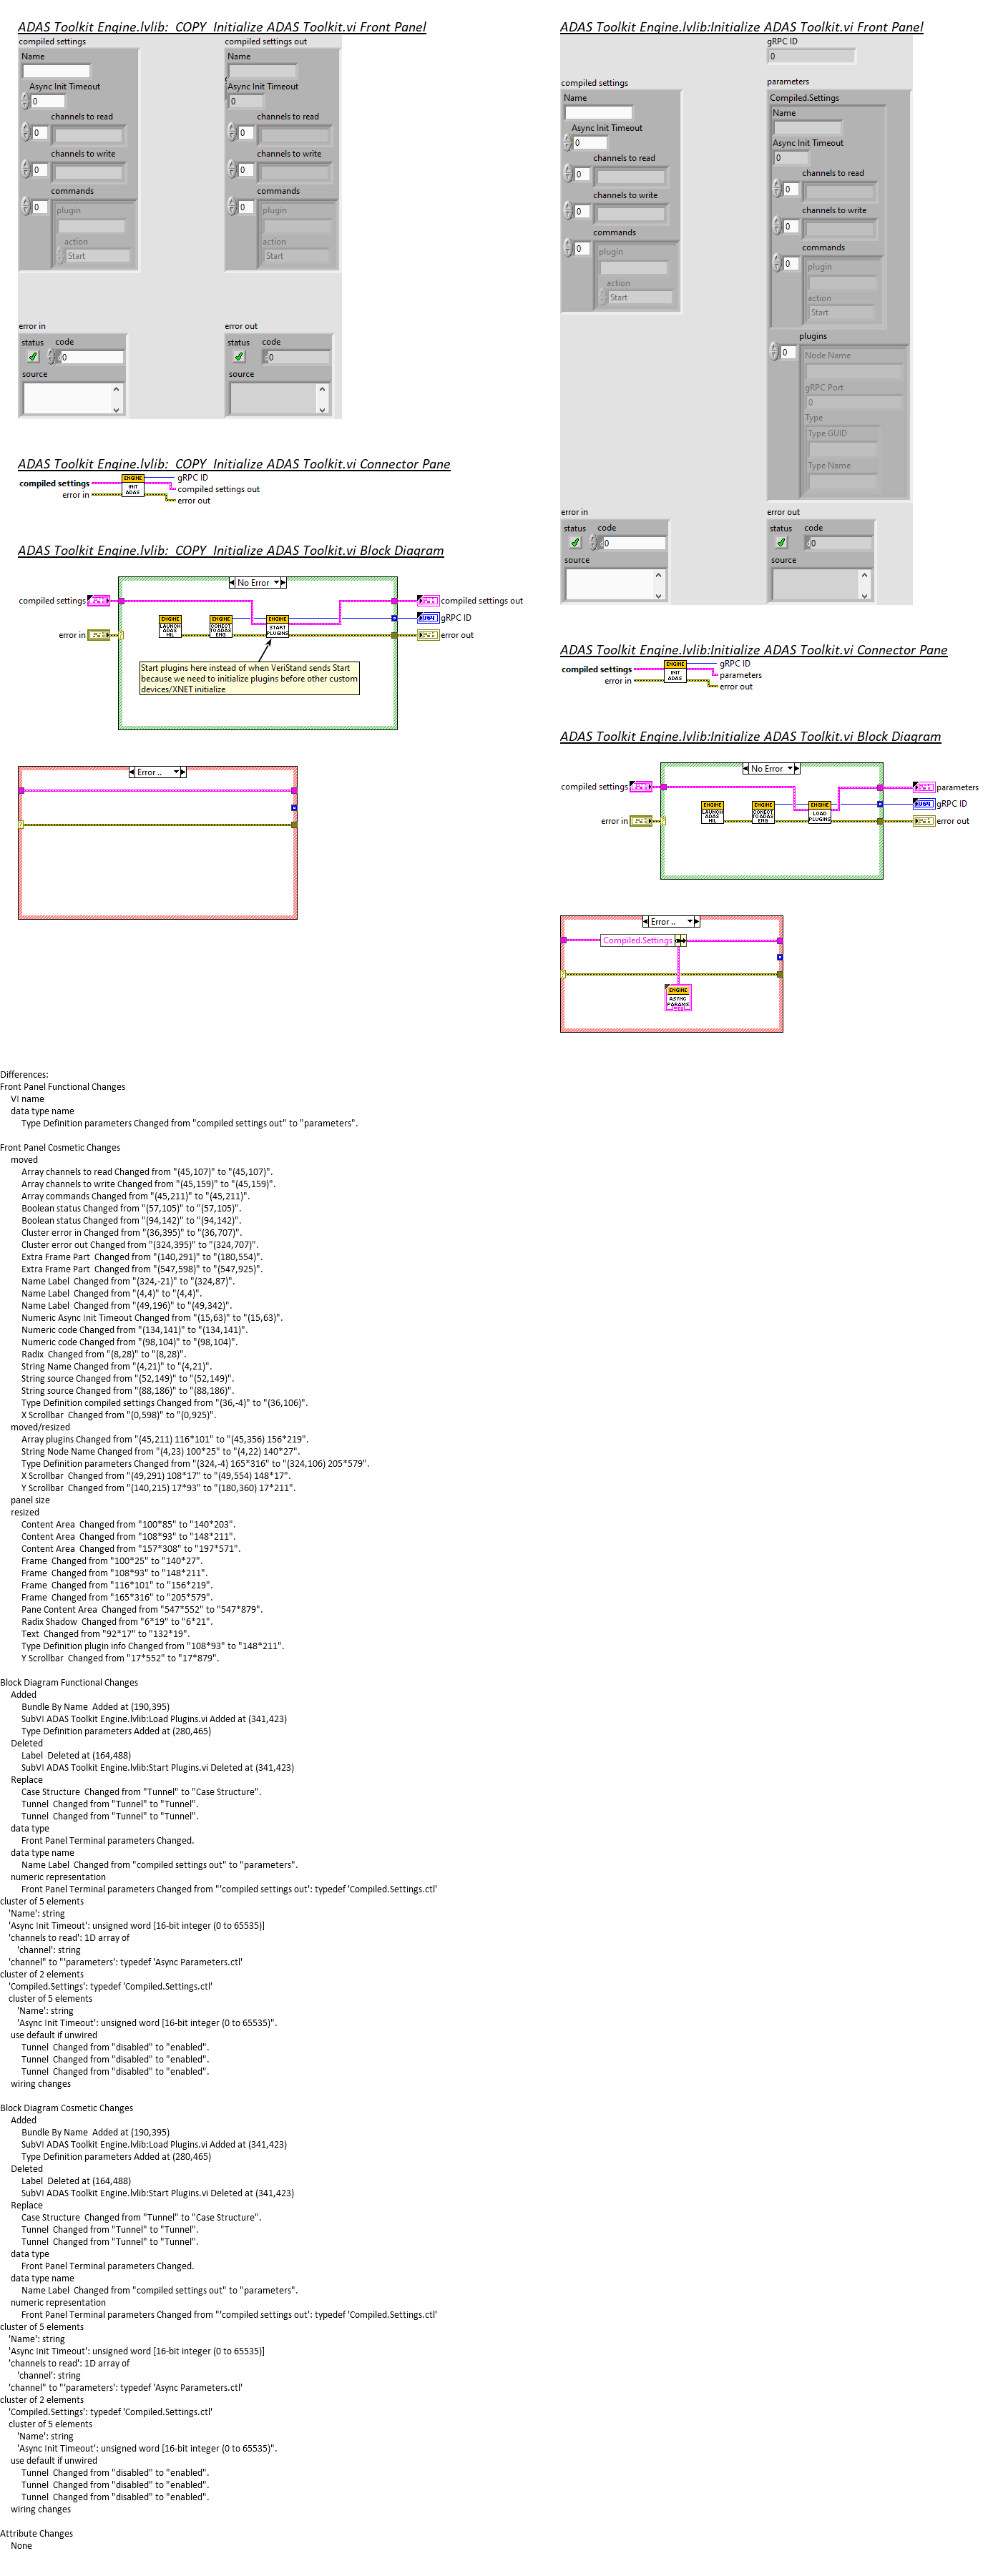 ADAS Toolkit Engine.lvlib:_COPY_Initialize ADAS Toolkit.vi Front Panel
compiled settings
compiled settings out
Name
Name
Async Init Timeout
Async Init Timeout
0
0
channels to read
channels to read
0
0
channels to write
channels to write
0
0
commands
commands
0
0
plugin
plugin
action
action
Start
Start
error in
error out
status code
status code
0
0
source
source
ADAS Toolkit Engine.lvlib:_COPY_Initialize ADAS Toolkit.vi Connector Pane
compiled settings
error in
ENGINE
INIT
ADAS
gRPC ID
compiled settings out
error out
ADAS Toolkit Engine.lvlib:_COPY_Initialize ADAS Toolkit.vi Block Diagram
No Error
compiled settings
error in
ENGINE
LAUNCH
ADAS
HIL
ENGINE
CONECT
TO ADAS
ENG
ENGINE
START
PLUGINS
compiled settings out
gRPC ID
error out
Start plugins here instead of when VeriStand sends Start
because we need to initialize plugins before other custom
devices/XNET initialize
Error ..
ADAS Toolkit Engine.lvlib:Initialize ADAS Toolkit.vi Front Panel
gRPC ID
0
compiled settings
Name
Async Init Timeout
0
channels to read
0
channels to write
0
commands
0
plugin
action
Start
parameters
Compiled.Settings
Name
Async Init Timeout
0
channels to read
0
channels to write
0
commands
0
plugin
action
Start
plugins
0
Node Name
gRPC Port
0
Type
Type GUID
Type Name
error in
error out
status code
status code
0
0
source
source
ADAS Toolkit Engine.lvlib:Initialize ADAS Toolkit.vi Connector Pane
compiled settings
error in
ENGINE
INIT
ADAS
gRPC ID
parameters
error out
ADAS Toolkit Engine.lvlib:Initialize ADAS Toolkit.vi Block Diagram
No Error
compiled settings
error in
ENGINE
LAUNCH
ADAS
HIL
ENGINE
CONECT
TO ADAS
ENG
ENGINE
LOAD
PLUGINS
parameters
gRPC ID
error out
Error ..
Compiled.Settings
ENGINE
ASYNC
PARAMS
Differences:
Front Panel Functional Changes
VI name
data type name
Type Definition parameters Changed from "compiled settings out" to "parameters".
Front Panel Cosmetic Changes
moved
Array channels to read Changed from "(45,107)" to "(45,107)".
Array channels to write Changed from "(45,159)" to "(45,159)".
Array commands Changed from "(45,211)" to "(45,211)".
Boolean status Changed from "(57,105)" to "(57,105)".
Boolean status Changed from "(94,142)" to "(94,142)".
Cluster error in Changed from "(36,395)" to "(36,707)".
Cluster error out Changed from "(324,395)" to "(324,707)".
Extra Frame Part  Changed from "(140,291)" to "(180,554)".
Extra Frame Part  Changed from "(547,598)" to "(547,925)".
Name Label  Changed from "(324,-21)" to "(324,87)".
Name Label  Changed from "(4,4)" to "(4,4)".
Name Label  Changed from "(49,196)" to "(49,342)".
Numeric Async Init Timeout Changed from "(15,63)" to "(15,63)".
Numeric code Changed from "(134,141)" to "(134,141)".
Numeric code Changed from "(98,104)" to "(98,104)".
Radix  Changed from "(8,28)" to "(8,28)".
String Name Changed from "(4,21)" to "(4,21)".
String source Changed from "(52,149)" to "(52,149)".
String source Changed from "(88,186)" to "(88,186)".
Type Definition compiled settings Changed from "(36,-4)" to "(36,106)".
X Scrollbar  Changed from "(0,598)" to "(0,925)".
moved/resized
Array plugins Changed from "(45,211) 116*101" to "(45,356) 156*219".
String Node Name Changed from "(4,23) 100*25" to "(4,22) 140*27".
Type Definition parameters Changed from "(324,-4) 165*316" to "(324,106) 205*579".
X Scrollbar  Changed from "(49,291) 108*17" to "(49,554) 148*17".
Y Scrollbar  Changed from "(140,215) 17*93" to "(180,360) 17*211".
panel size
resized
Content Area  Changed from "100*85" to "140*203".
Content Area  Changed from "108*93" to "148*211".
Content Area  Changed from "157*308" to "197*571".
Frame  Changed from "100*25" to "140*27".
Frame  Changed from "108*93" to "148*211".
Frame  Changed from "116*101" to "156*219".
Frame  Changed from "165*316" to "205*579".
Pane Content Area  Changed from "547*552" to "547*879".
Radix Shadow  Changed from "6*19" to "6*21".
Text  Changed from "92*17" to "132*19".
Type Definition plugin info Changed from "108*93" to "148*211".
Y Scrollbar  Changed from "17*552" to "17*879".
Block Diagram Functional Changes
Added
Bundle By Name  Added at (190,395)
SubVI ADAS Toolkit Engine.lvlib:Load Plugins.vi Added at (341,423)
Type Definition parameters Added at (280,465)
Deleted
Label  Deleted at (164,488)
SubVI ADAS Toolkit Engine.lvlib:Start Plugins.vi Deleted at (341,423)
Replace
Case Structure  Changed from "Tunnel" to "Case Structure".
Tunnel  Changed from "Tunnel" to "Tunnel".
Tunnel  Changed from "Tunnel" to "Tunnel".
data type
Front Panel Terminal parameters Changed.
data type name
Name Label  Changed from "compiled settings out" to "parameters".
numeric representation
Front Panel Terminal parameters Changed from "'compiled settings out': typedef 'Compiled.Settings.ctl'
cluster of 5 elements
'Name': string
'Async Init Timeout': unsigned word [16-bit integer (0 to 65535)]
'channels to read': 1D array of
'channel': string
'channel" to "'parameters': typedef 'Async Parameters.ctl'
cluster of 2 elements
'Compiled.Settings': typedef 'Compiled.Settings.ctl'
cluster of 5 elements
'Name': string
'Async Init Timeout': unsigned word [16-bit integer (0 to 65535)".
use default if unwired
Tunnel  Changed from "disabled" to "enabled".
Tunnel  Changed from "disabled" to "enabled".
Tunnel  Changed from "disabled" to "enabled".
wiring changes
Block Diagram Cosmetic Changes
Added
Bundle By Name  Added at (190,395)
SubVI ADAS Toolkit Engine.lvlib:Load Plugins.vi Added at (341,423)
Type Definition parameters Added at (280,465)
Deleted
Label  Deleted at (164,488)
SubVI ADAS Toolkit Engine.lvlib:Start Plugins.vi Deleted at (341,423)
Replace
Case Structure  Changed from "Tunnel" to "Case Structure".
Tunnel  Changed from "Tunnel" to "Tunnel".
Tunnel  Changed from "Tunnel" to "Tunnel".
data type
Front Panel Terminal parameters Changed.
data type name
Name Label  Changed from "compiled settings out" to "parameters".
numeric representation
Front Panel Terminal parameters Changed from "'compiled settings out': typedef 'Compiled.Settings.ctl'
cluster of 5 elements
'Name': string
'Async Init Timeout': unsigned word [16-bit integer (0 to 65535)]
'channels to read': 1D array of
'channel': string
'channel" to "'parameters': typedef 'Async Parameters.ctl'
cluster of 2 elements
'Compiled.Settings': typedef 'Compiled.Settings.ctl'
cluster of 5 elements
'Name': string
'Async Init Timeout': unsigned word [16-bit integer (0 to 65535)".
use default if unwired
Tunnel  Changed from "disabled" to "enabled".
Tunnel  Changed from "disabled" to "enabled".
Tunnel  Changed from "disabled" to "enabled".
wiring changes
Attribute Changes
None